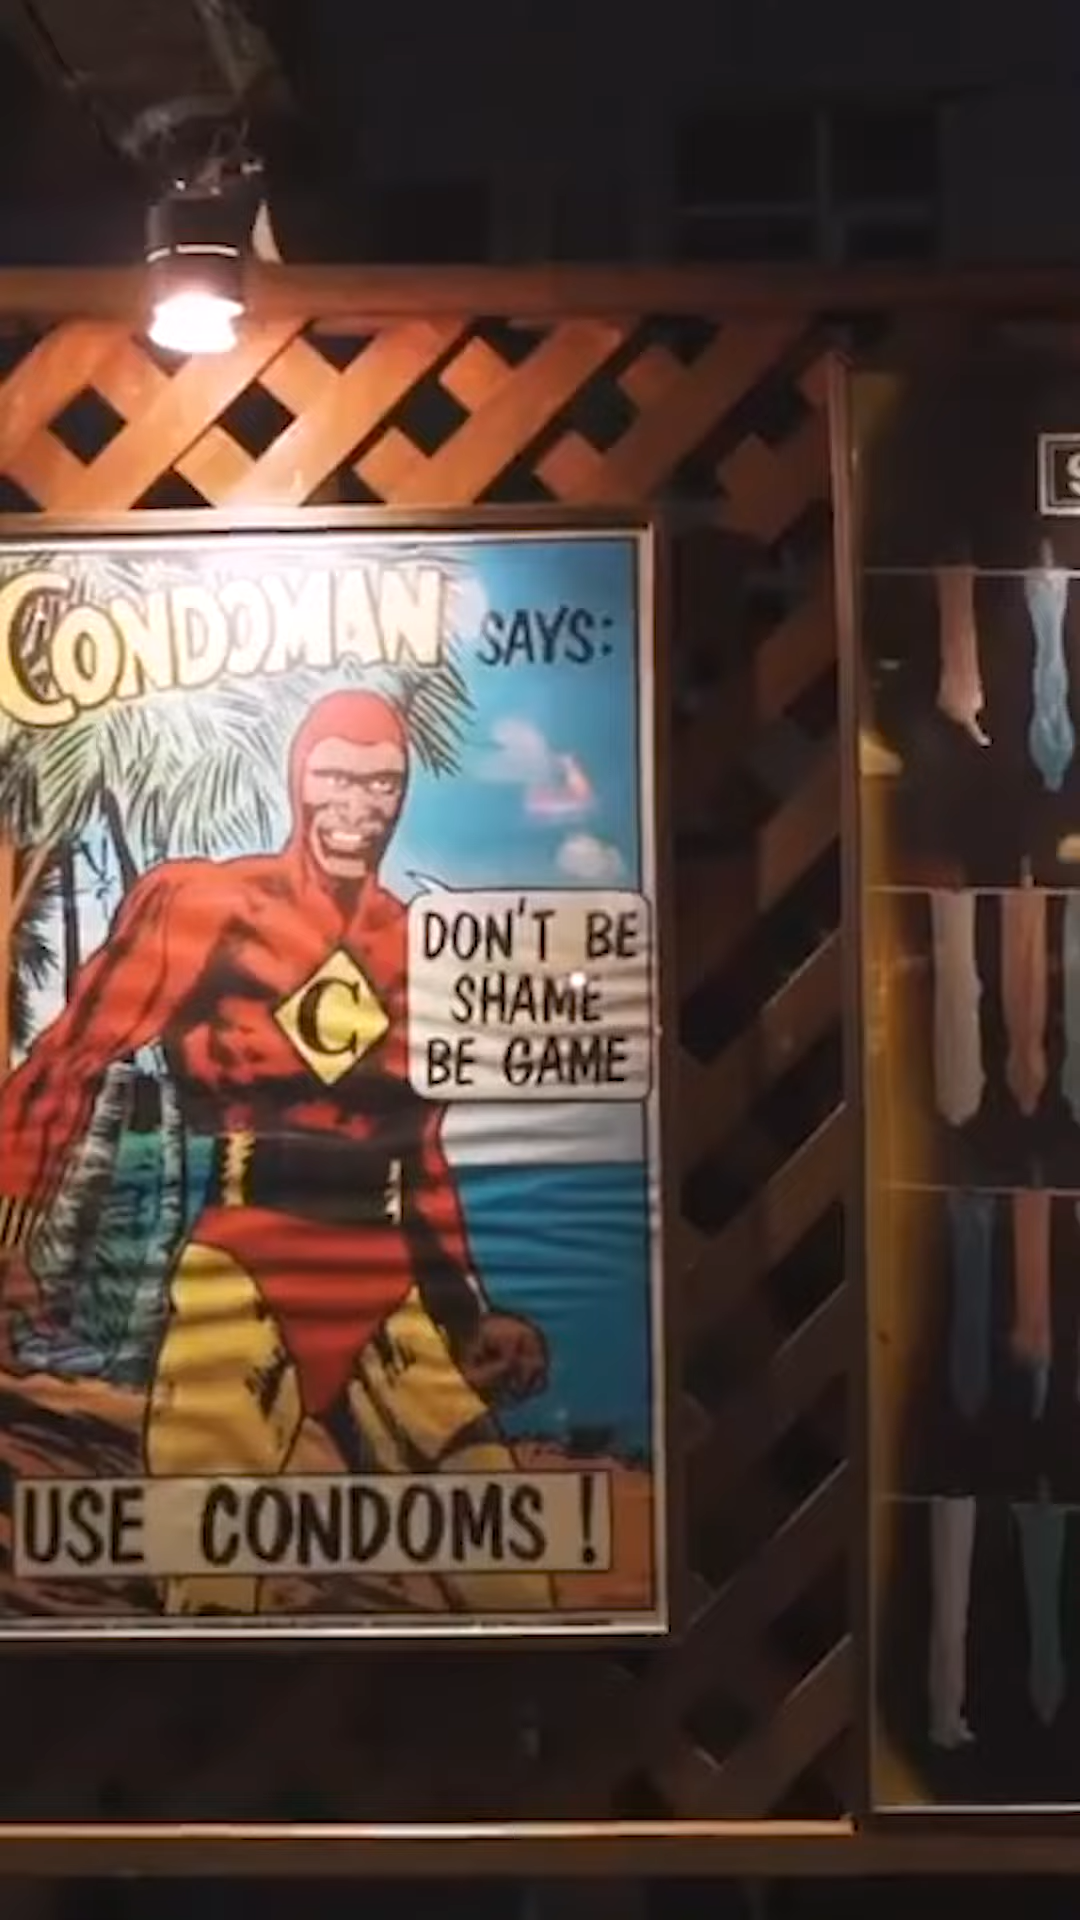 CONDOMAN SAYS:
C
DON'T BE
SHAME
BE GAME
USE CONDOMS!